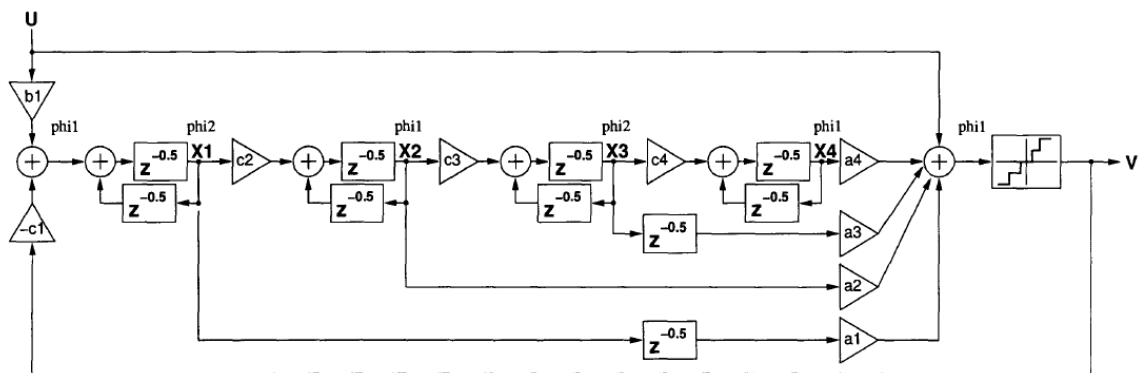 U
b1
phi1
phi2
phi1
phi2
phi1
phi1
+
+
z^-0.5
X1
c2
+
z^-0.5
X2
c3
+
z^-0.5
X3
c4
+
z^-0.5
X4
a4
+
V
z^-0.5
z^-0.5
z^-0.5
z^-0.5
-c1
z^-0.5
a3
a2
z^-0.5
a1